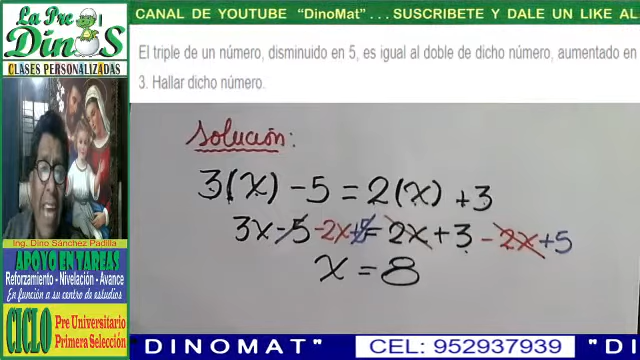 La Pre
DinoS
CLASES PERSONALIZADAS
CANAL DE YOUTUBE “DinoMat” . . . SUSCRIBETE Y DALE UN LIKE AL
El triple de un número, disminuido en 5, es igual al doble de dicho número, aumentado en
3. Hallar dicho número.
Solución:
3(x) - 5 = 2(x) + 3
3x - 5 - 2x + 5 = 2x + 3 - 2x + 5
x = 8
Ing. Dino Sánchez Padilla
APOYO EN TAREAS
Reforzamiento - Nivelación - Avance
En función a su centro de estudios
CICLO Pre Universitario
Primera Selección
"DINOMAT" CEL: 952937939 "DI